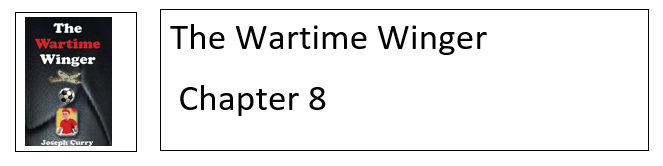 The
Wartime
Winger
Joseph Curry
The Wartime Winger
Chapter 8